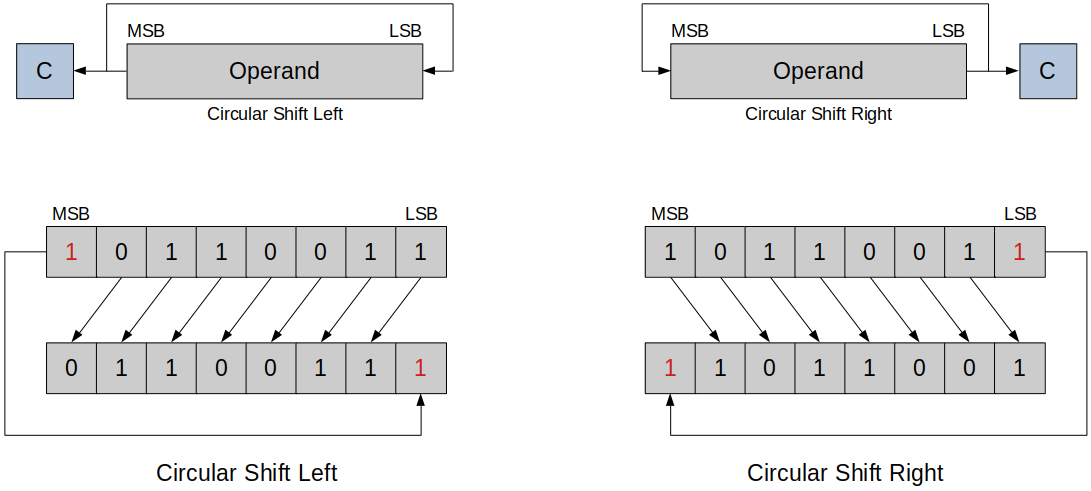 MSB LSB
C Operand
Circular Shift Left
MSB LSB
Operand C
Circular Shift Right
MSB LSB
1 0 1 1 0 0 1 1
0 1 1 0 0 1 1 1
Circular Shift Left
MSB LSB
1 0 1 1 0 0 1 1
1 1 0 1 1 0 0 1
Circular Shift Right